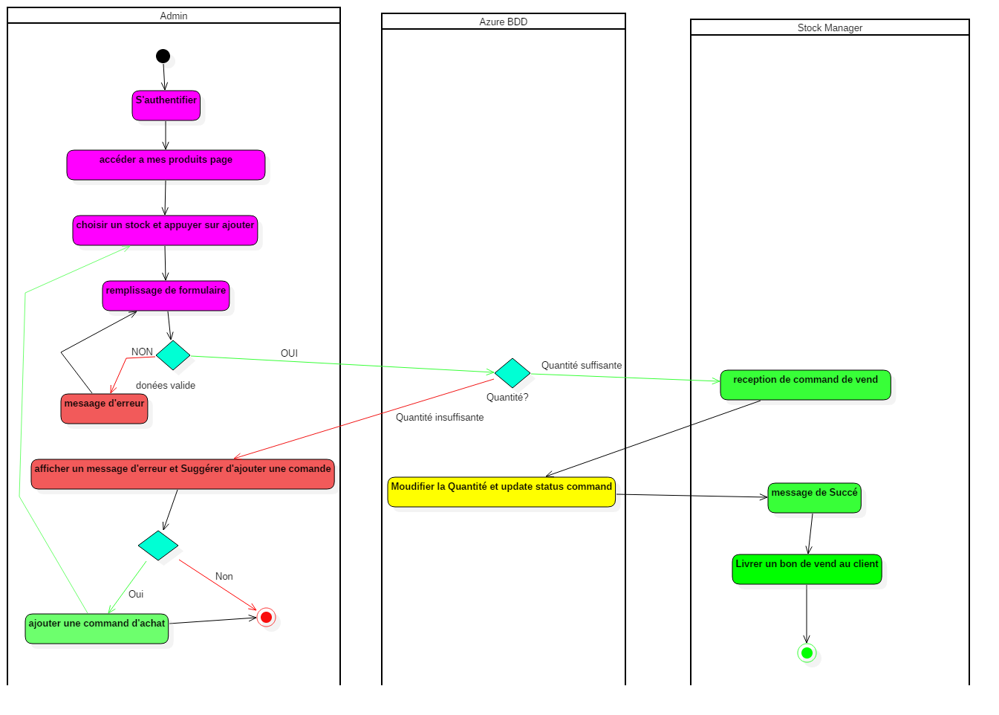 Admin
Azure BDD
Stock Manager
S'authentifier
accéder a mes produits page
choisir un stock et appuyer sur ajouter
remplissage de formulaire
NON
OUI
donées valide
mesaage d'erreur
Quantité suffisante
Quantité?
Quantité insuffisante
reception de command de vend
afficher un message d'erreur et Suggérer d'ajouter une comande
Moudifier la Quantité et update status command
message de Succé
Livrer un bon de vend au client
Non
Oui
ajouter une command d'achat